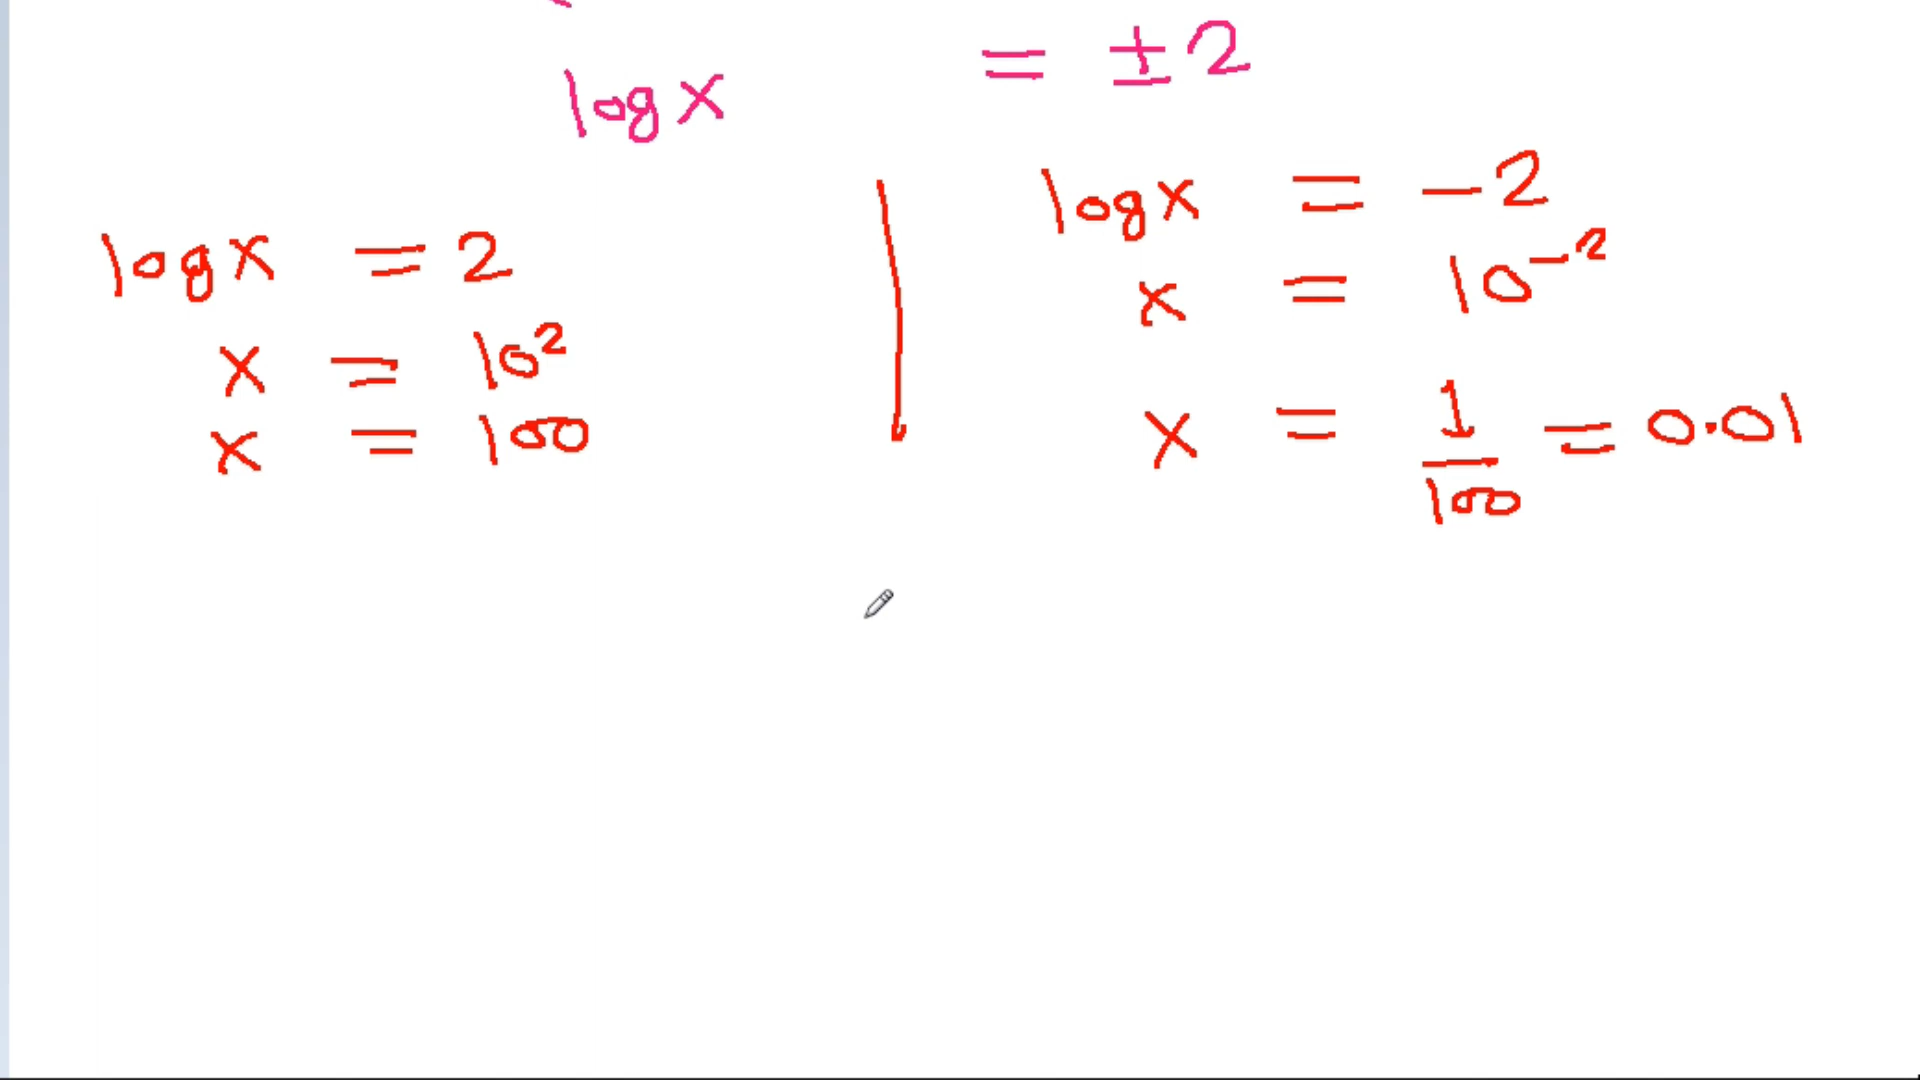 log x = ±2
log x = 2
x = 10²
x = 100
log x = -2
x = 10⁻²
x = 1/100 = 0.01